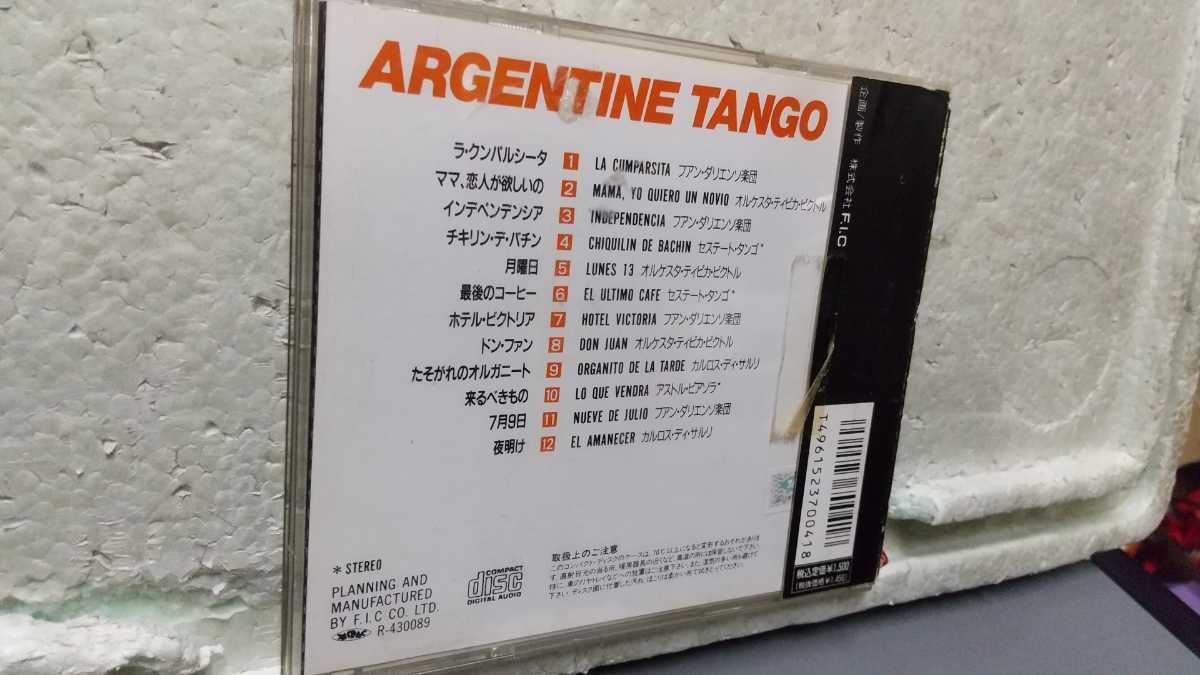 ARGENTINE TANGO
ラ・クンパルシータ 1 LA CUMPARSITA フアン・ダリエンソ楽団
ママ、恋人が欲しいの 2 MAMA, YO QUIERO UN NOVIO オルケスタ・ティピカ・ビクトル
インデペンデンシア 3 INDEPENDENCIA フアン・ダリエンソ楽団
チキリン・デ・バチン 4 CHIQUILIN DE BACHIN セステート・タンゴ*
月曜日 5 LUNES 13 オルケスタ・ティピカ・ビクトル
最後のコーヒー 6 EL ULTIMO CAFE セステート・タンゴ*
ホテル・ビクトリア 7 HOTEL VICTORIA フアン・ダリエンソ楽団
ドン・ファン 8 DON JUAN オルケスタ・ティピカ・ビクトル
たそがれのオルガニート 9 ORGANITO DE LA TARDE カルロス・ディ・サルリ
来るべきもの 10 LO QUE VENDRA アストル・ピアソラ*
7月9日 11 NUEVE DE JULIO フアン・ダリエンソ楽団
夜明け 12 EL AMANECER カルロス・ディ・サルリ
* STEREO
PLANNING AND
MANUFACTURED
BY F.I.C CO. LTD.
R-430089
COMPACT
disc
DIGITAL AUDIO
取扱上のご注意
企画/製作 株式会社 F.I.C
T4961523700418
税込定価¥1,500